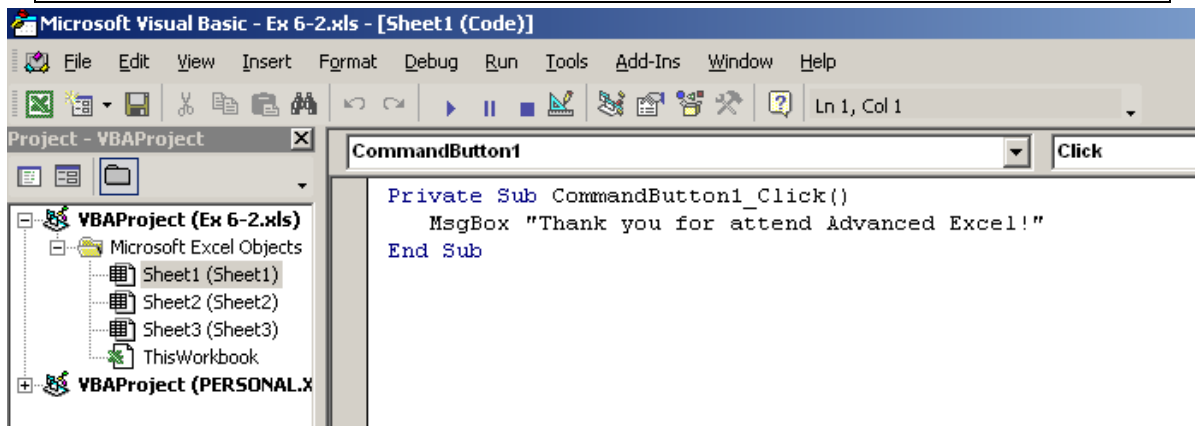 Microsoft Visual Basic - Ex 6-2.xls - [Sheet1 (Code)]
File Edit View Insert Format Debug Run Tools Add-Ins Window Help
Ln 1, Col 1
Project - VBAProject
CommandButton1 Click
VBAProject (Ex 6-2.xls)
Microsoft Excel Objects
Sheet1 (Sheet1)
Sheet2 (Sheet2)
Sheet3 (Sheet3)
ThisWorkbook
VBAProject (PERSONAL.X
Private Sub CommandButton1_Click()
MsgBox "Thank you for attend Advanced Excel!"
End Sub